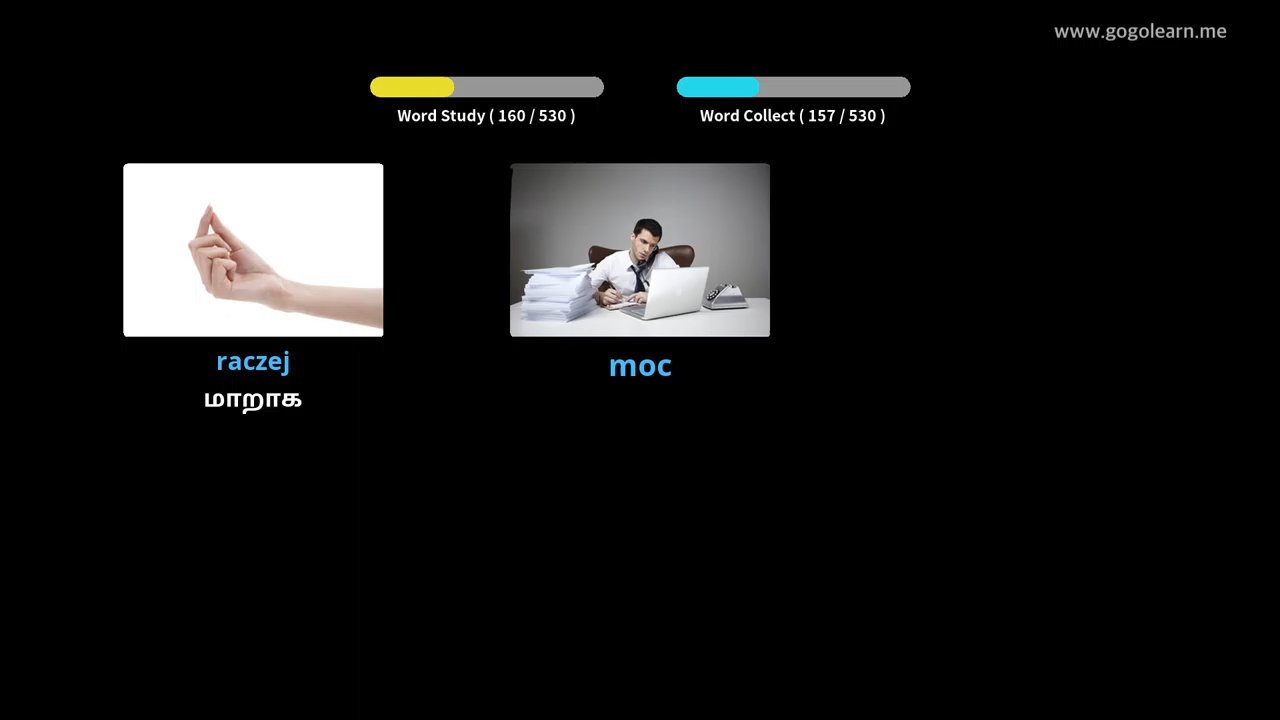 www.gogolearn.me
Word Study ( 160 / 530 )
Word Collect ( 157 / 530 )
raczej
மாறாக
moc